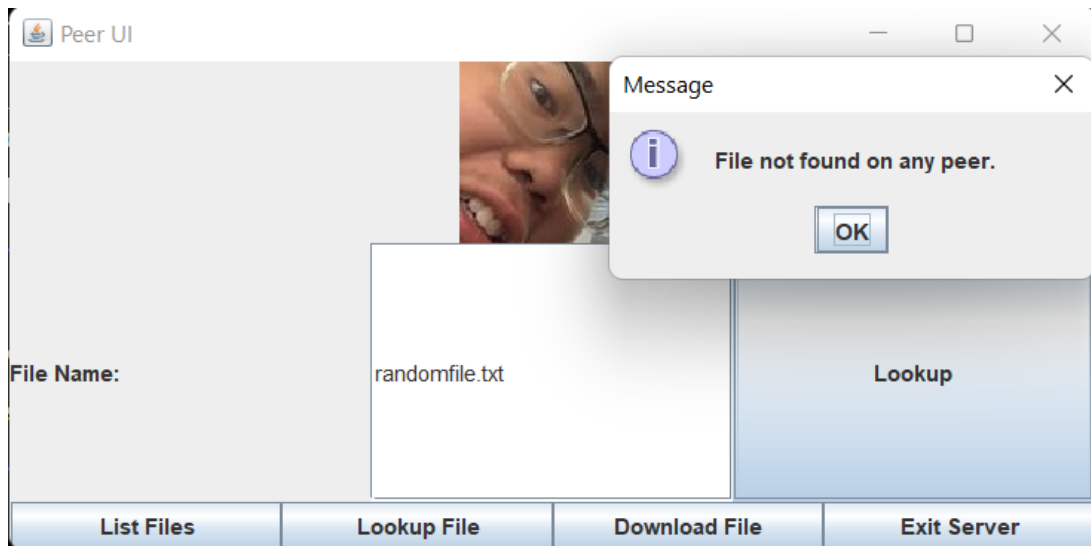 Peer UI
Message
File not found on any peer.
OK
File Name:
randomfile.txt
Lookup
List Files
Lookup File
Download File
Exit Server